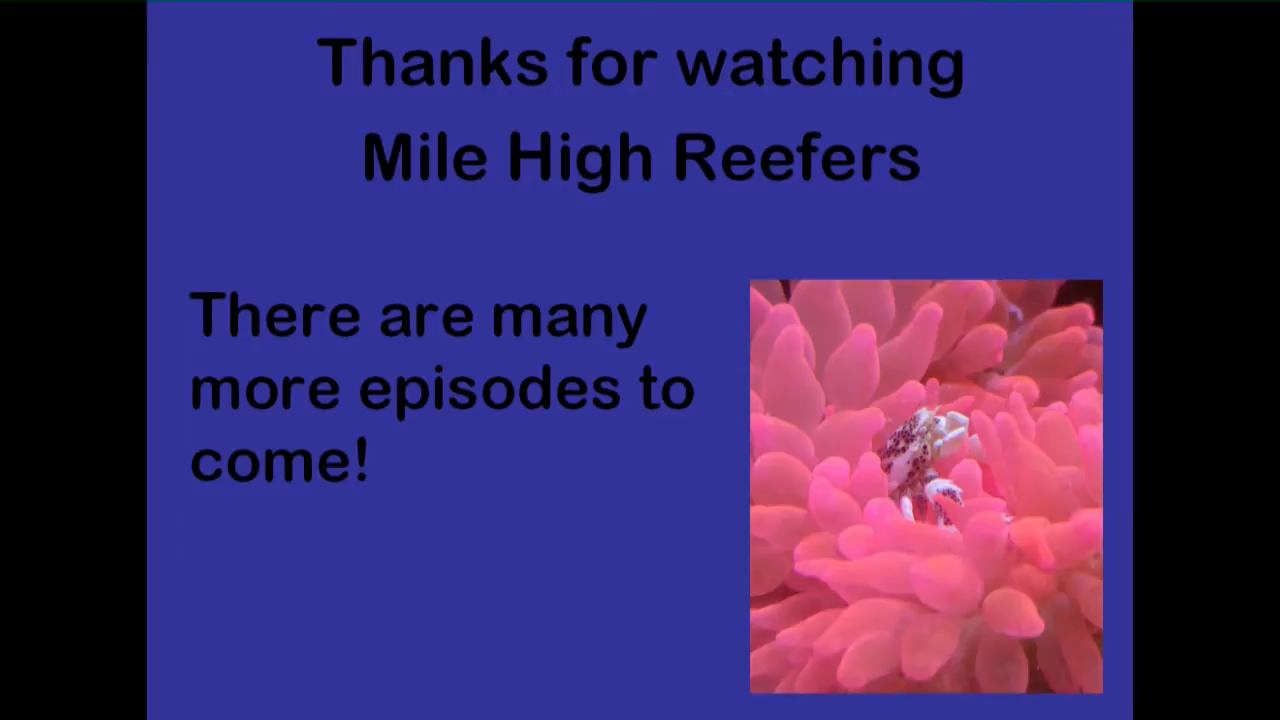 Thanks for watching
Mile High Reefers
There are many
more episodes to
come!